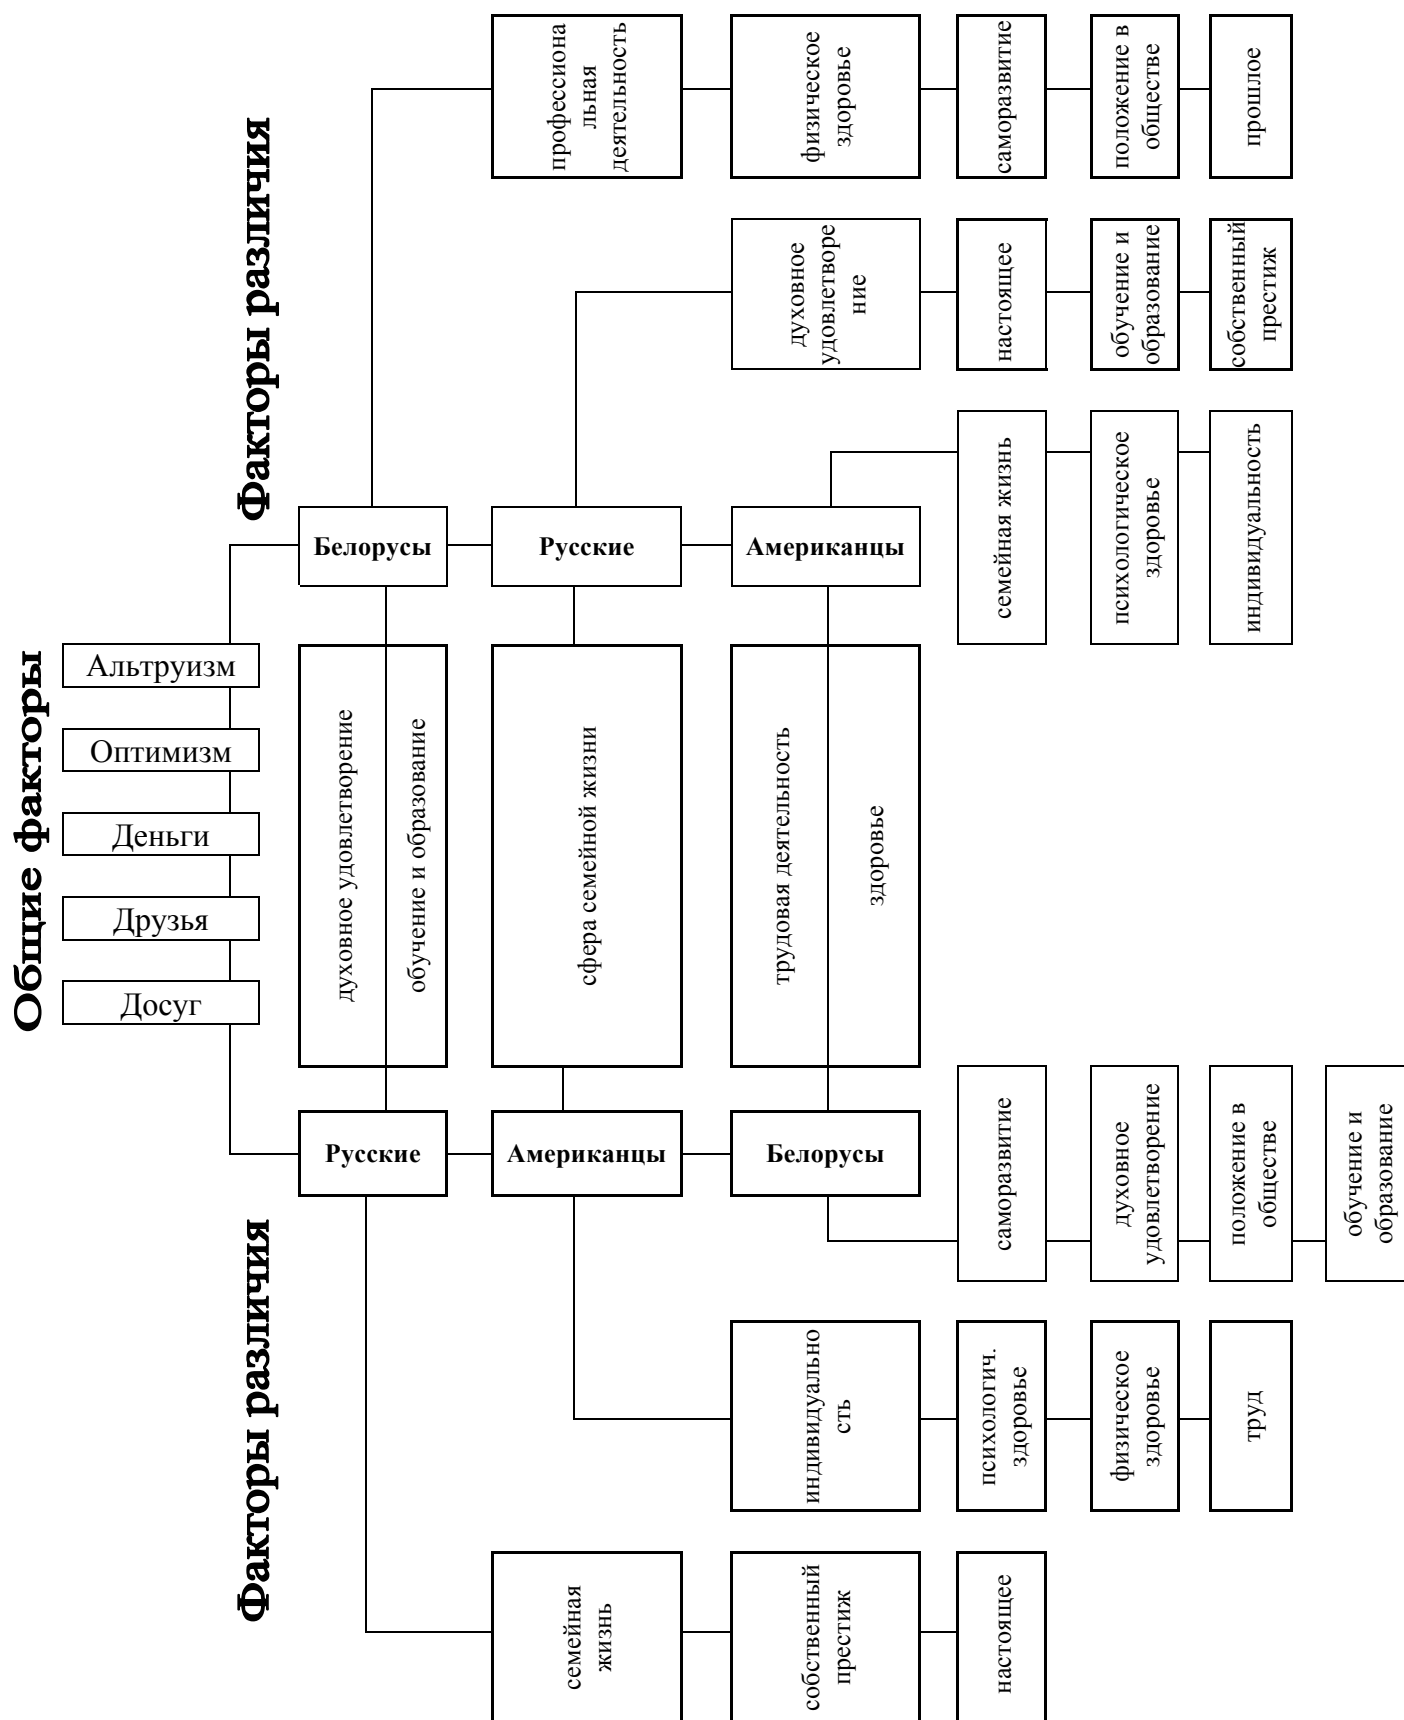 Общие факторы
Альтруизм
Оптимизм
Деньги
Друзья
Досуг
Факторы различия
Факторы различия
Белорусы
Русские
Американцы
Русские
Американцы
Белорусы
духовное удовлетворение
обучение и образование
сфера семейной жизни
трудовая деятельность
здоровье
профессиона
льная
деятельность
физическое
здоровье
саморазвитие
положение в
обществе
прошлое
духовное
удовлетворе
ние
настоящее
обучение и
образование
собственный
престиж
семейная жизнь
психологическое
здоровье
индивидуальность
саморазвитие
духовное
удовлетворение
положение в
обществе
обучение и
образование
индивидуально
сть
психологич.
здоровье
физическое
здоровье
труд
семейная
жизнь
собственный
престиж
настоящее